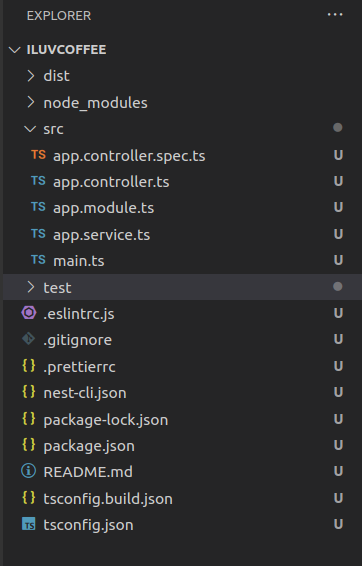 EXPLORER ...
ILUVCOFFEE
dist
node_modules
src
TS app.controller.spec.ts U
TS app.controller.ts U
TS app.module.ts U
TS app.service.ts U
TS main.ts U
test
.eslintrc.js U
.gitignore U
{} .prettierrc U
{} nest-cli.json U
{} package-lock.json U
{} package.json U
README.md U
{} tsconfig.build.json U
TS tsconfig.json U